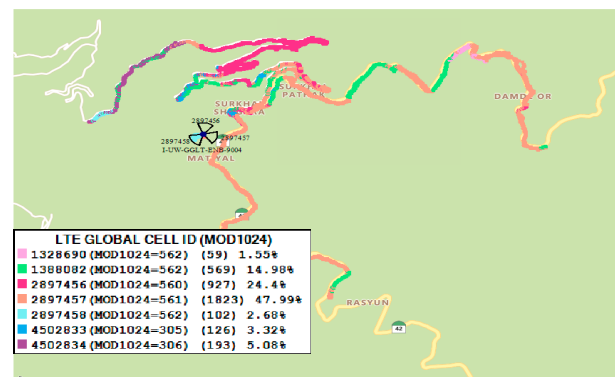 SURKHA
PATHAR
DAMDHOR
SURKHA
2897456
2897458
2897457
I-UW-GGLT-ENB-9004
MATIYAL
LTE GLOBAL CELL ID (MOD1024)
1328690 (MOD1024=562) (59) 1.55%
1388082 (MOD1024=562) (569) 14.98%
2897456 (MOD1024=560) (927) 24.4%
2897457 (MOD1024=561) (1823) 47.99%
2897458 (MOD1024=562) (102) 2.68%
4502833 (MOD1024=305) (126) 3.32%
4502834 (MOD1024=306) (193) 5.08%
RASYUN
42